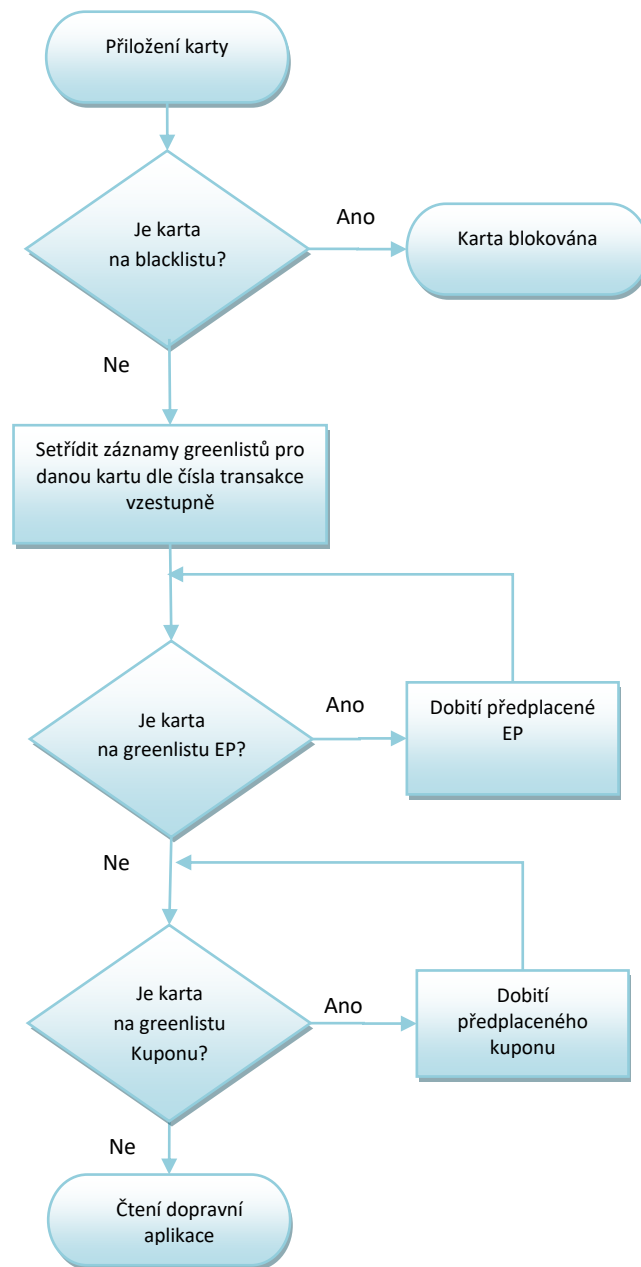 Přiložení karty
Je karta
na blacklistu?
Ano
Karta blokována
Ne
Setřídit záznamy greenlistů pro
danou kartu dle čísla transakce
vzestupně
Je karta
na greenlistu EP?
Ano
Dobití předplacené
EP
Ne
Je karta
na greenlistu
Kuponu?
Ano
Dobití
předplaceného
kuponu
Ne
Čtení dopravní
aplikace